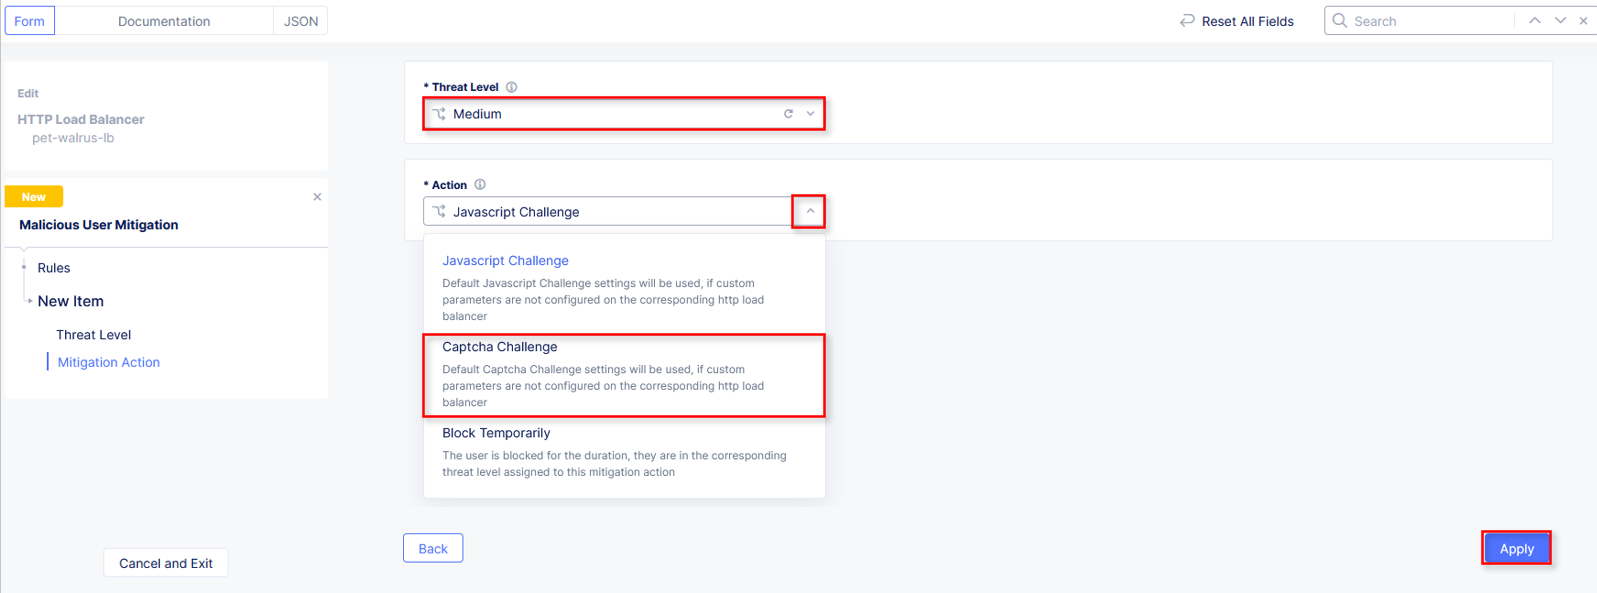 Form
Documentation
JSON
Reset All Fields
Search
Edit
HTTP Load Balancer
pet-walrus-lb
New
Malicious User Mitigation
Rules
New Item
Threat Level
Mitigation Action
Cancel and Exit
* Threat Level
Medium
* Action
Javascript Challenge
Javascript Challenge
Default Javascript Challenge settings will be used, if custom
parameters are not configured on the corresponding http load
balancer
Captcha Challenge
Default Captcha Challenge settings will be used, if custom
parameters are not configured on the corresponding http load
balancer
Block Temporarily
The user is blocked for the duration, they are in the corresponding
threat level assigned to this mitigation action
Back
Apply